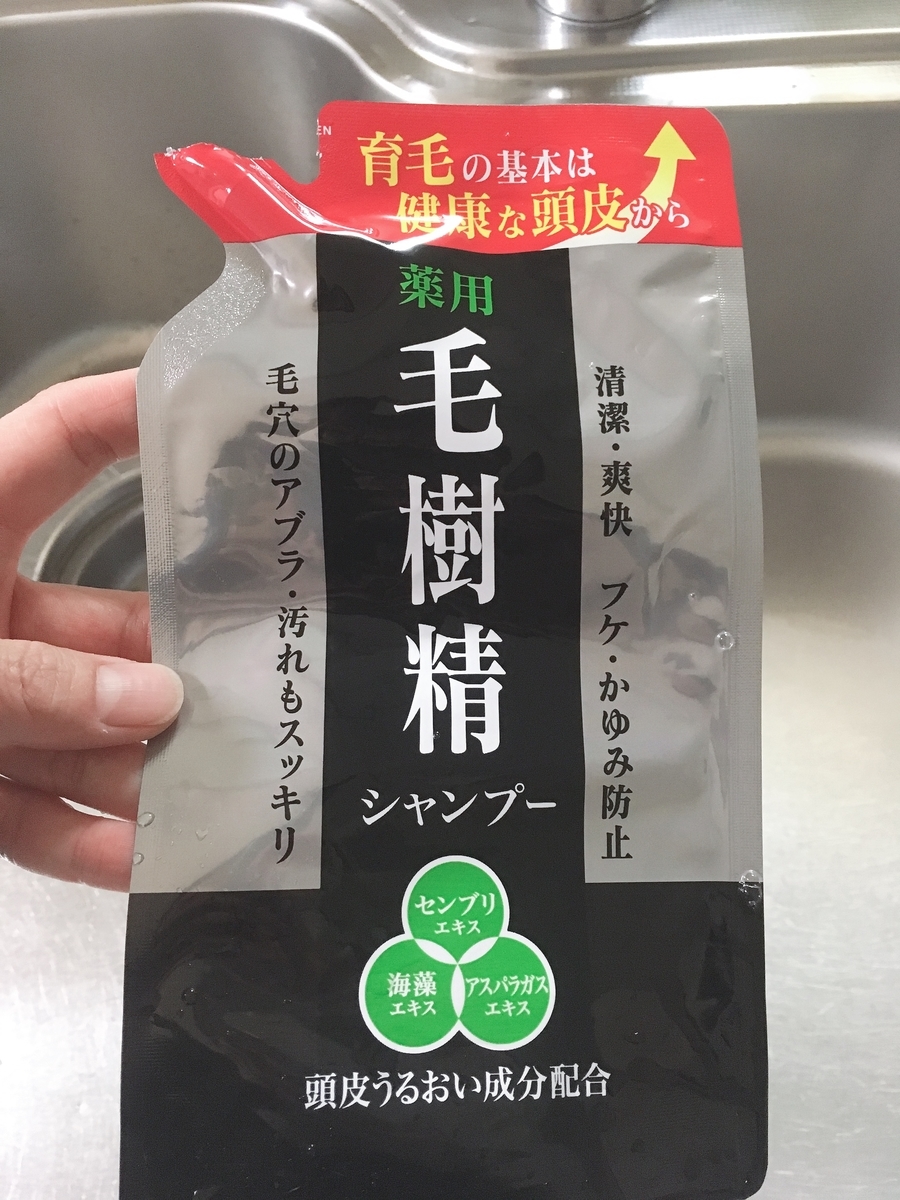 EN
育毛の基本は
健康な頭皮から
薬用
毛樹精
シャンプー
清潔・爽快 フケ・かゆみ防止
毛穴のアブラ・汚れもスッキリ
センブリ
エキス
海藻
エキス
アスパラガス
エキス
頭皮うるおい成分配合